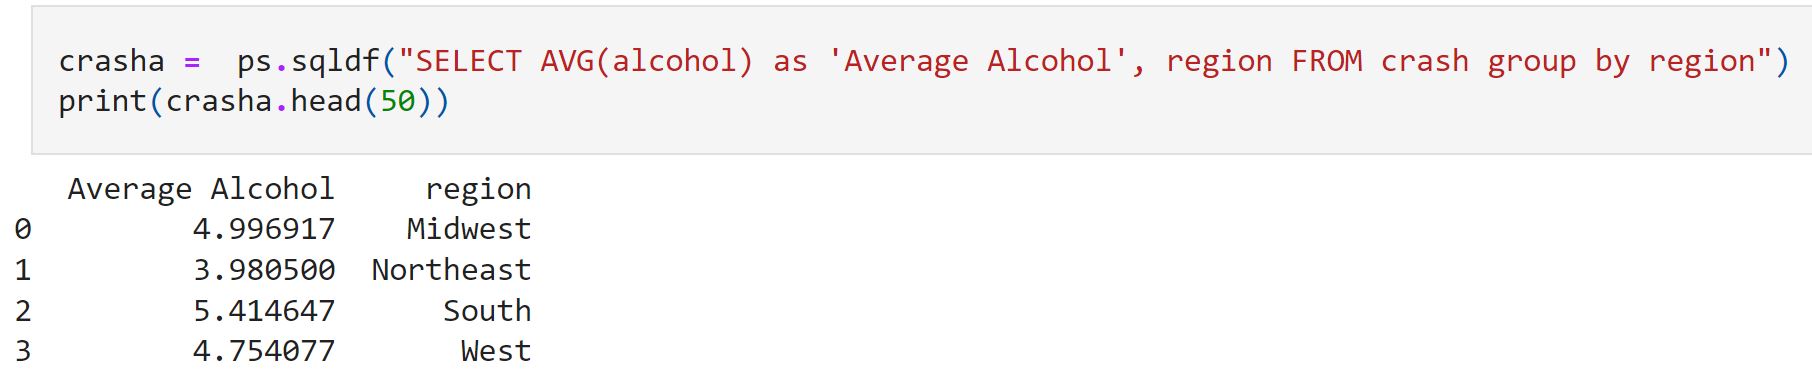 crasha =  ps.sqldf("SELECT AVG(alcohol) as 'Average Alcohol', region FROM crash group by region")
print(crasha.head(50))
   Average Alcohol     region
0         4.996917    Midwest
1         3.980500  Northeast
2         5.414647      South
3         4.754077       West